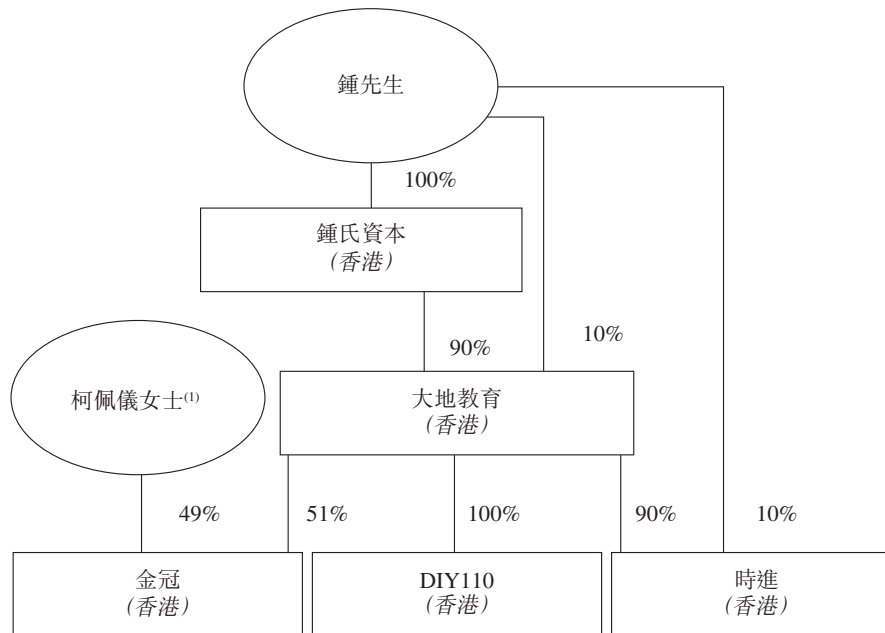 鍾先生
100%
鍾氏資本
（香港）
90%
10%
柯佩儀女士(1)
大地教育
（香港）
49%
51%
100%
90%
10%
金冠
（香港）
DIY110
（香港）
時進
（香港）